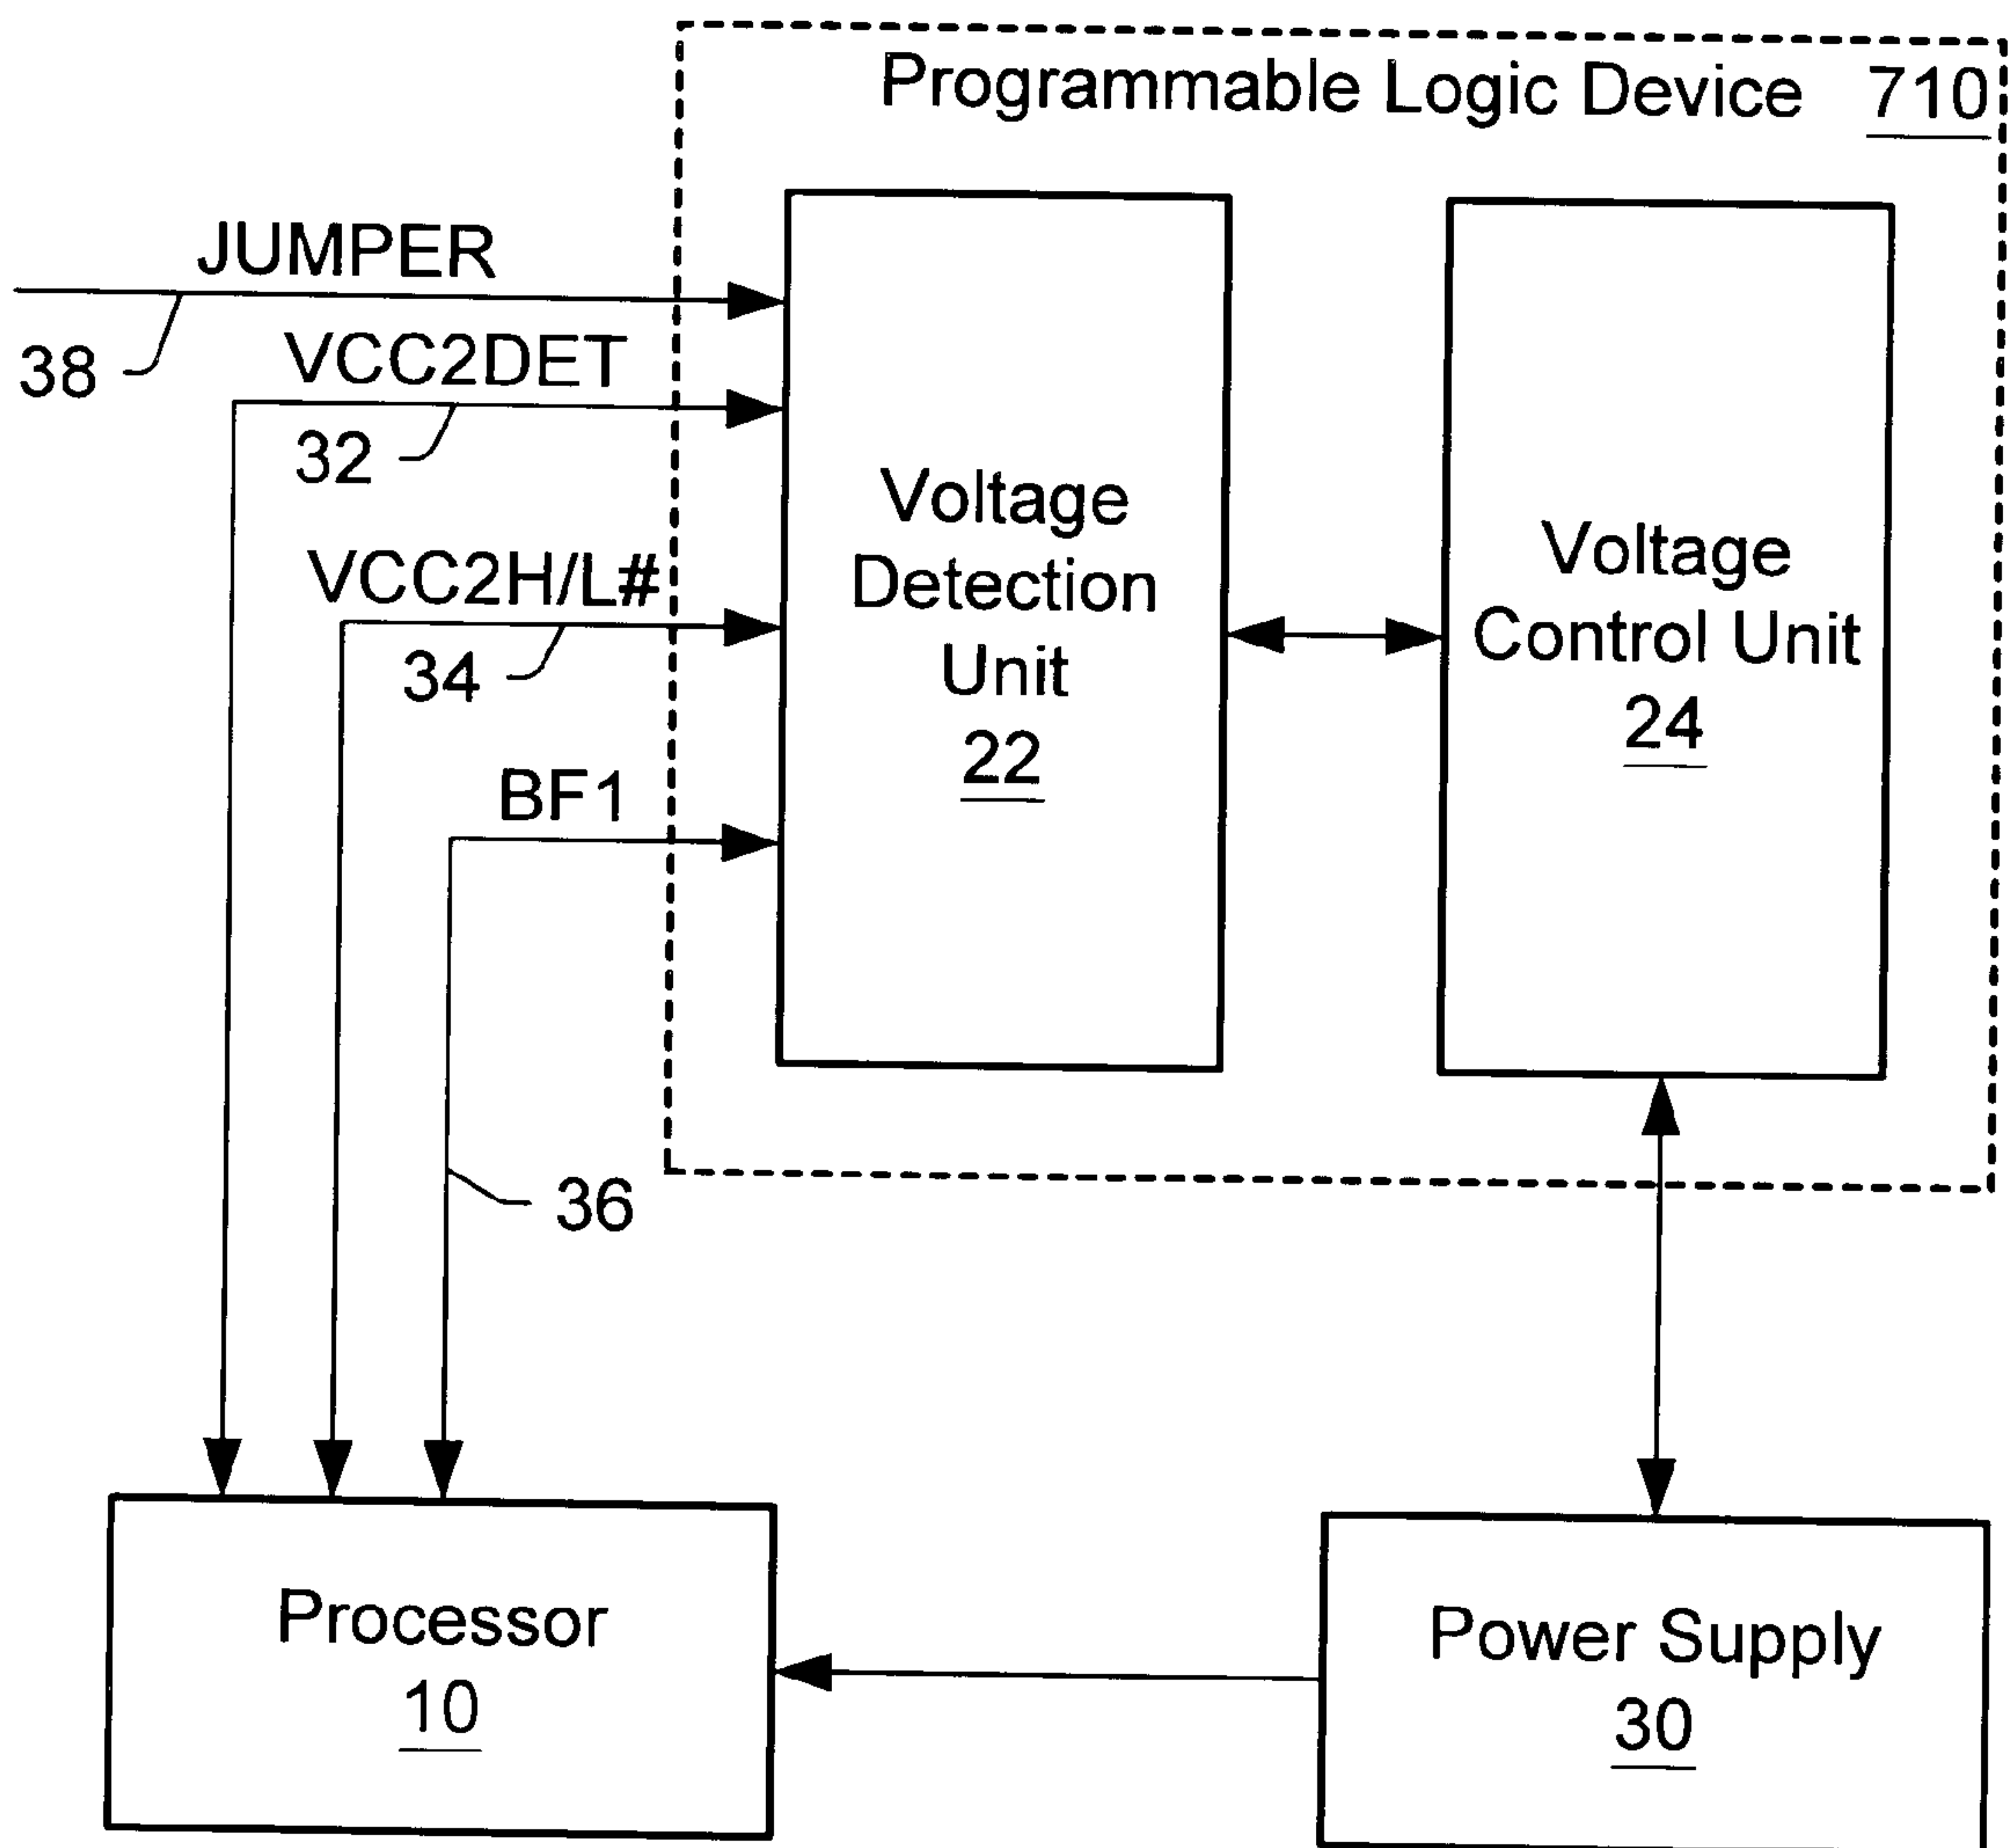 Programmable Logic Device 710
JUMPER
38
VCC2DET
32
VCC2H/L#
34
BF1
36
Voltage
Detection
Unit
22
Voltage
Control Unit
24
Processor
10
Power Supply
30